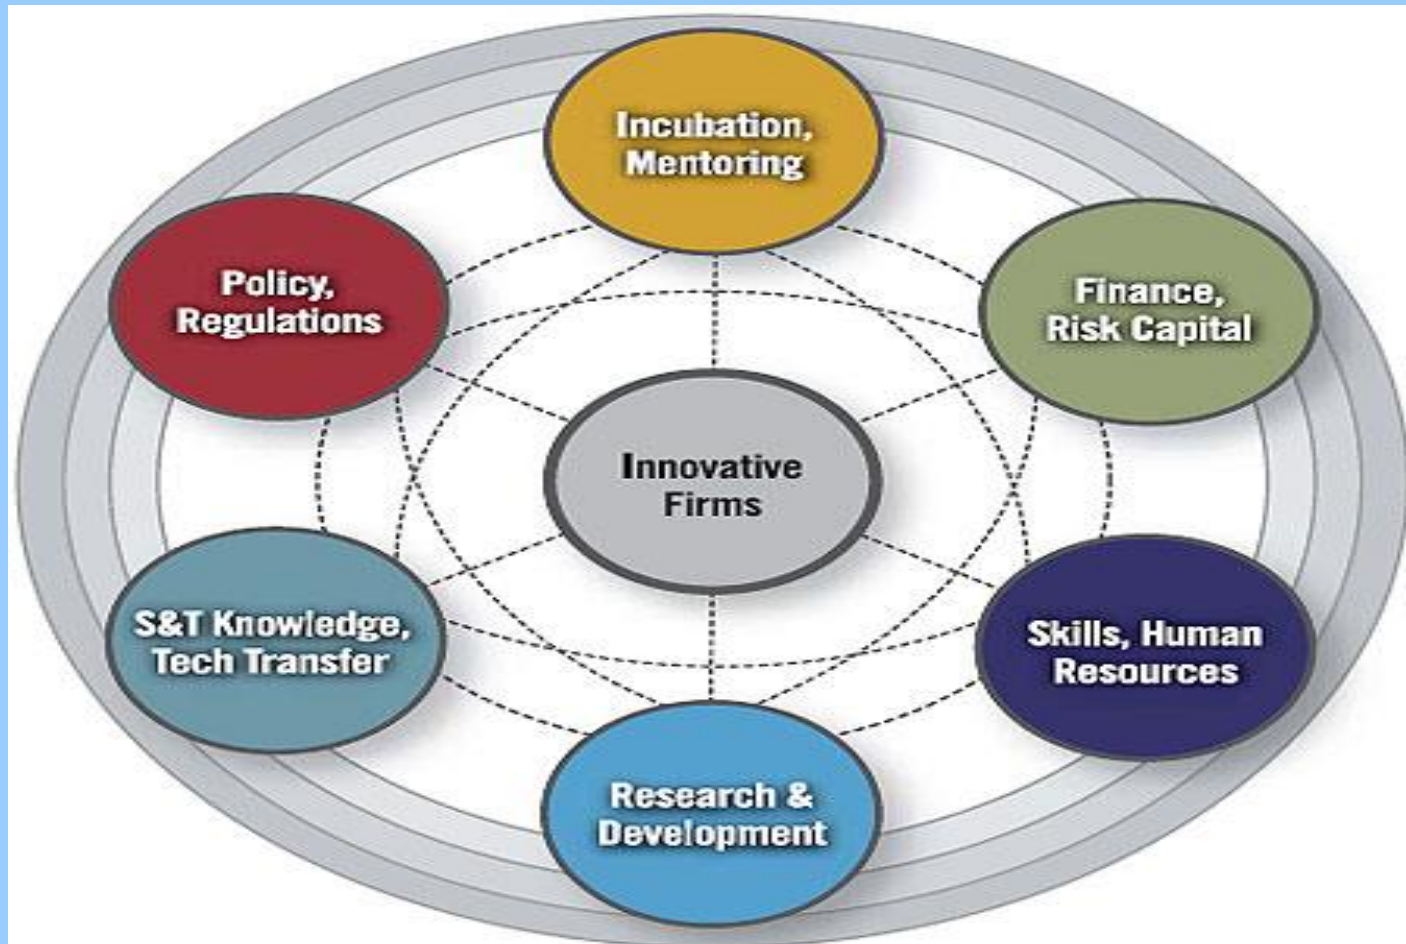 Incubation,
Mentoring
Policy,
Regulations
Finance,
Risk Capital
Innovative
Firms
S&T Knowledge,
Tech Transfer
Skills, Human
Resources
Research &
Development